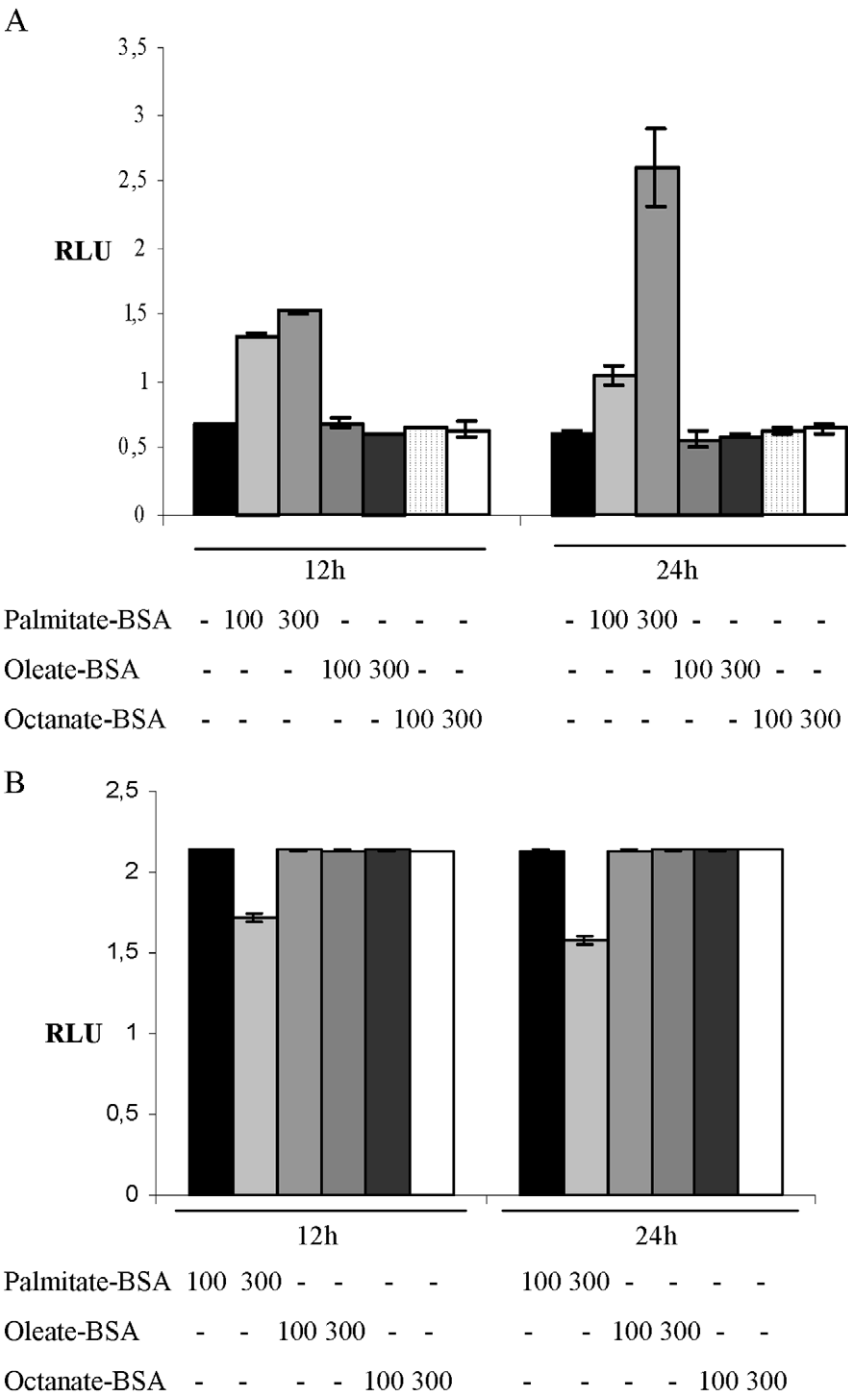 A
3,5
3
2,5
2
RLU
1,5
1
0,5
0
12h 24h
Palmitate-BSA - 100 300 - - - - - 100 300 - - - -
Oleate-BSA - - - 100 300 - - - - - 100 300 - -
Octanate-BSA - - - - - 100 300 - - - - - 100 300
B
2,5
2
1,5
RLU 1
0,5
0
12h 24h
Palmitate-BSA 100 300 - - - - 100 300 - - - -
Oleate-BSA - - 100 300 - - - - 100 300 - -
Octanate-BSA - - - - 100 300 - - - - 100 300